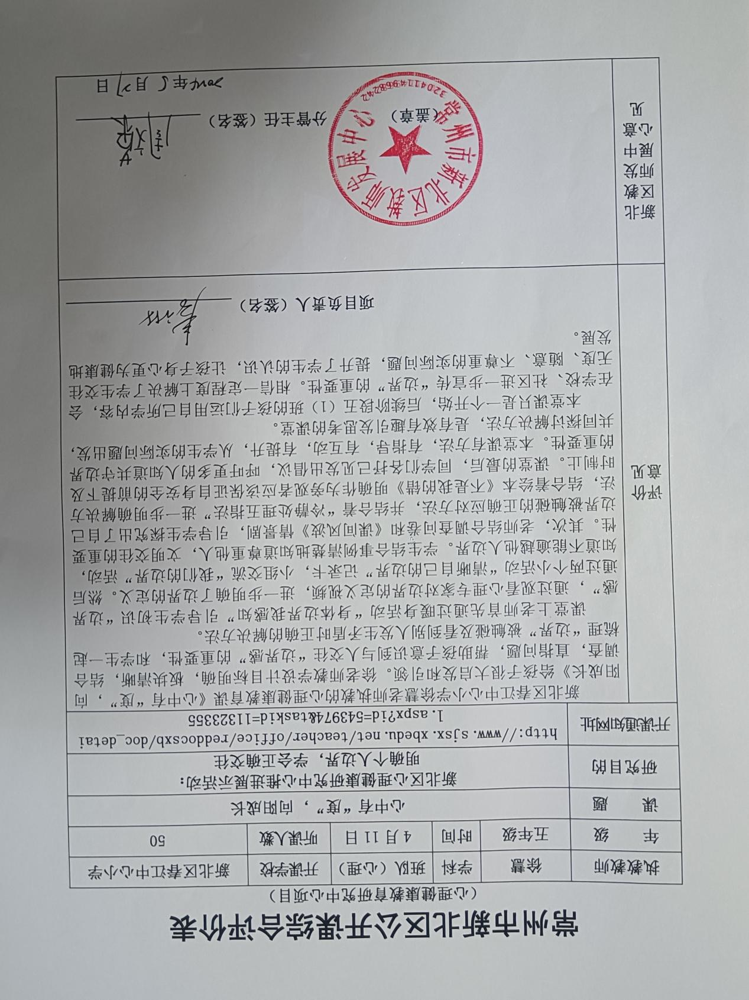 常州市新北区公开课综合评价表
（心理健康教育研究中心项目）
执教教师 徐慧 学科 班队（心理） 开课学校 新北区春江中心小学
年 级 五年级 时间 4月11日 听课人数 50
课 题 心中有“度”，向阳成长
研究目的 新北区心理健康研究中心推进展示活动：
明确个人边界，学会正确交往
开课通知网址 http://www.sjsx.xbedu.net/teacher/office/reddocsxb/doc_detai
l.aspx?id=543974&taskid=11323355
评价
意见
新北区春江中心小学徐慧老师执教的心理健康教育课《心中有“度”，向
阳成长》给孩子很大启发和引领。徐老师教学设计目标明确，板块清晰，结合
调查，直指问题，帮助孩子意识到与人交往“边界感”的重要性，和学生一起
梳理“边界”被触碰及看到别人发生矛盾时正确的解决方法。
课堂上老师首先通过暖身活动“身体边界我感知”引导学生初识“边界
感”，通过观看心理专家对边界的定义视频，进一步明确了边界的定义。然后
通过两个小活动“清晰自己的边界”记录卡，小组交流“我们的边界”活动，
知道不能逾越他人边界。学生结合事例清楚地知道尊重他人，文明交往的重要
性。其次，老师结合调查问卷和《课间风波》情景剧，引导学生探究出了自己
边界被触碰的正确应对方法，并结合着“冷静处理五指法”进一步明确解决方
法，结合着绘本《不是我的错》明确作为旁观者应该保证自身安全的前提下及
时制止。课堂的最后，同学们各抒己见发出倡议，呼吁更多的人知道共守边界
的重要性。本堂课有方法，有指导，有互动，有提升，从学生的实际问题出发，
共同探讨解决方法，是有效有趣引发思考的课堂。
本堂课只是一个开始，后续阶段五（1）班的孩子们运用自己所学内容，会
在学校、社区进一步宣传“边界”的重要性。相信一定程度上解决了学生交往
无度、随意、不尊重的实际问题，提升了学生的认识，让孩子身心更为健康地
发展。
项目负责人（签名）
新北
区教
师发
展中
心意
见
常州市新北区教师发展中心
（盖章） 分管主任（签名）
年5月 日